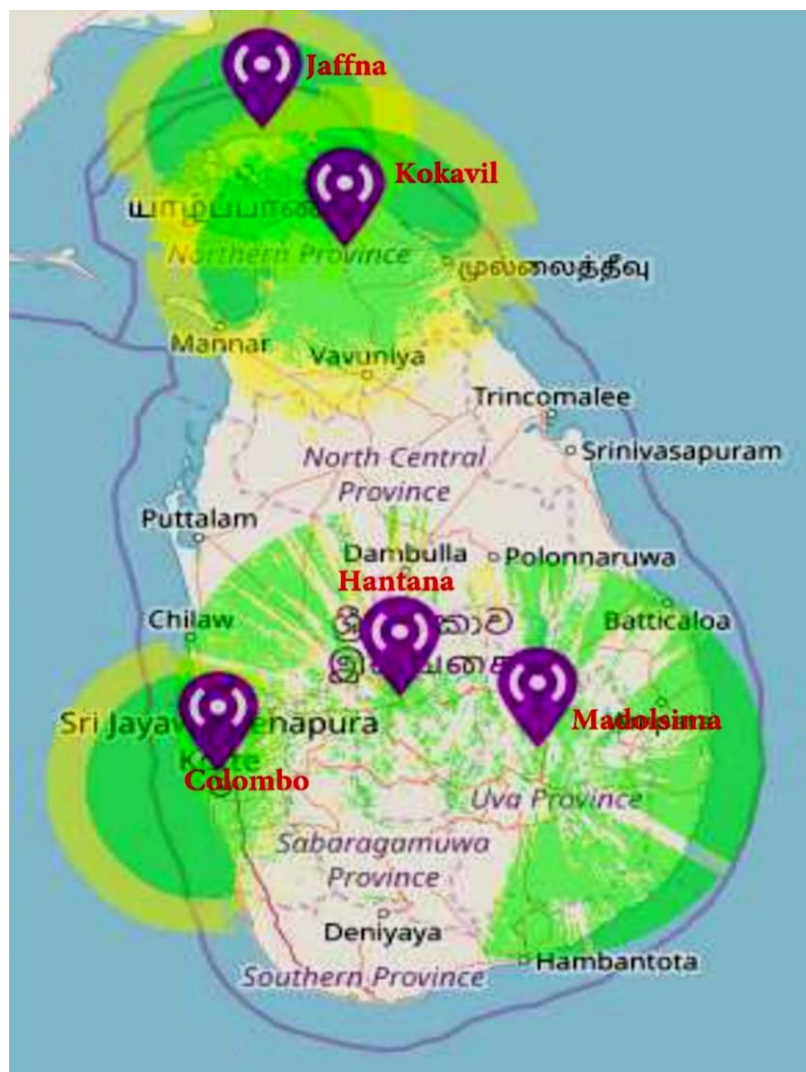 Jaffna
Kokavil
Northern Province
முல்லைத்தீவு
Mannar
Vavuniya
Trincomalee
Srinivasapuram
North Central
Province
Puttalam
Dambulla
Polonnaruwa
Hantana
Chilaw
Batticaloa
Sri
Madolsima
Colombo
Uva Province
Sabaragamuwa
Province
Deniyaya
Hambantota
Southern Province